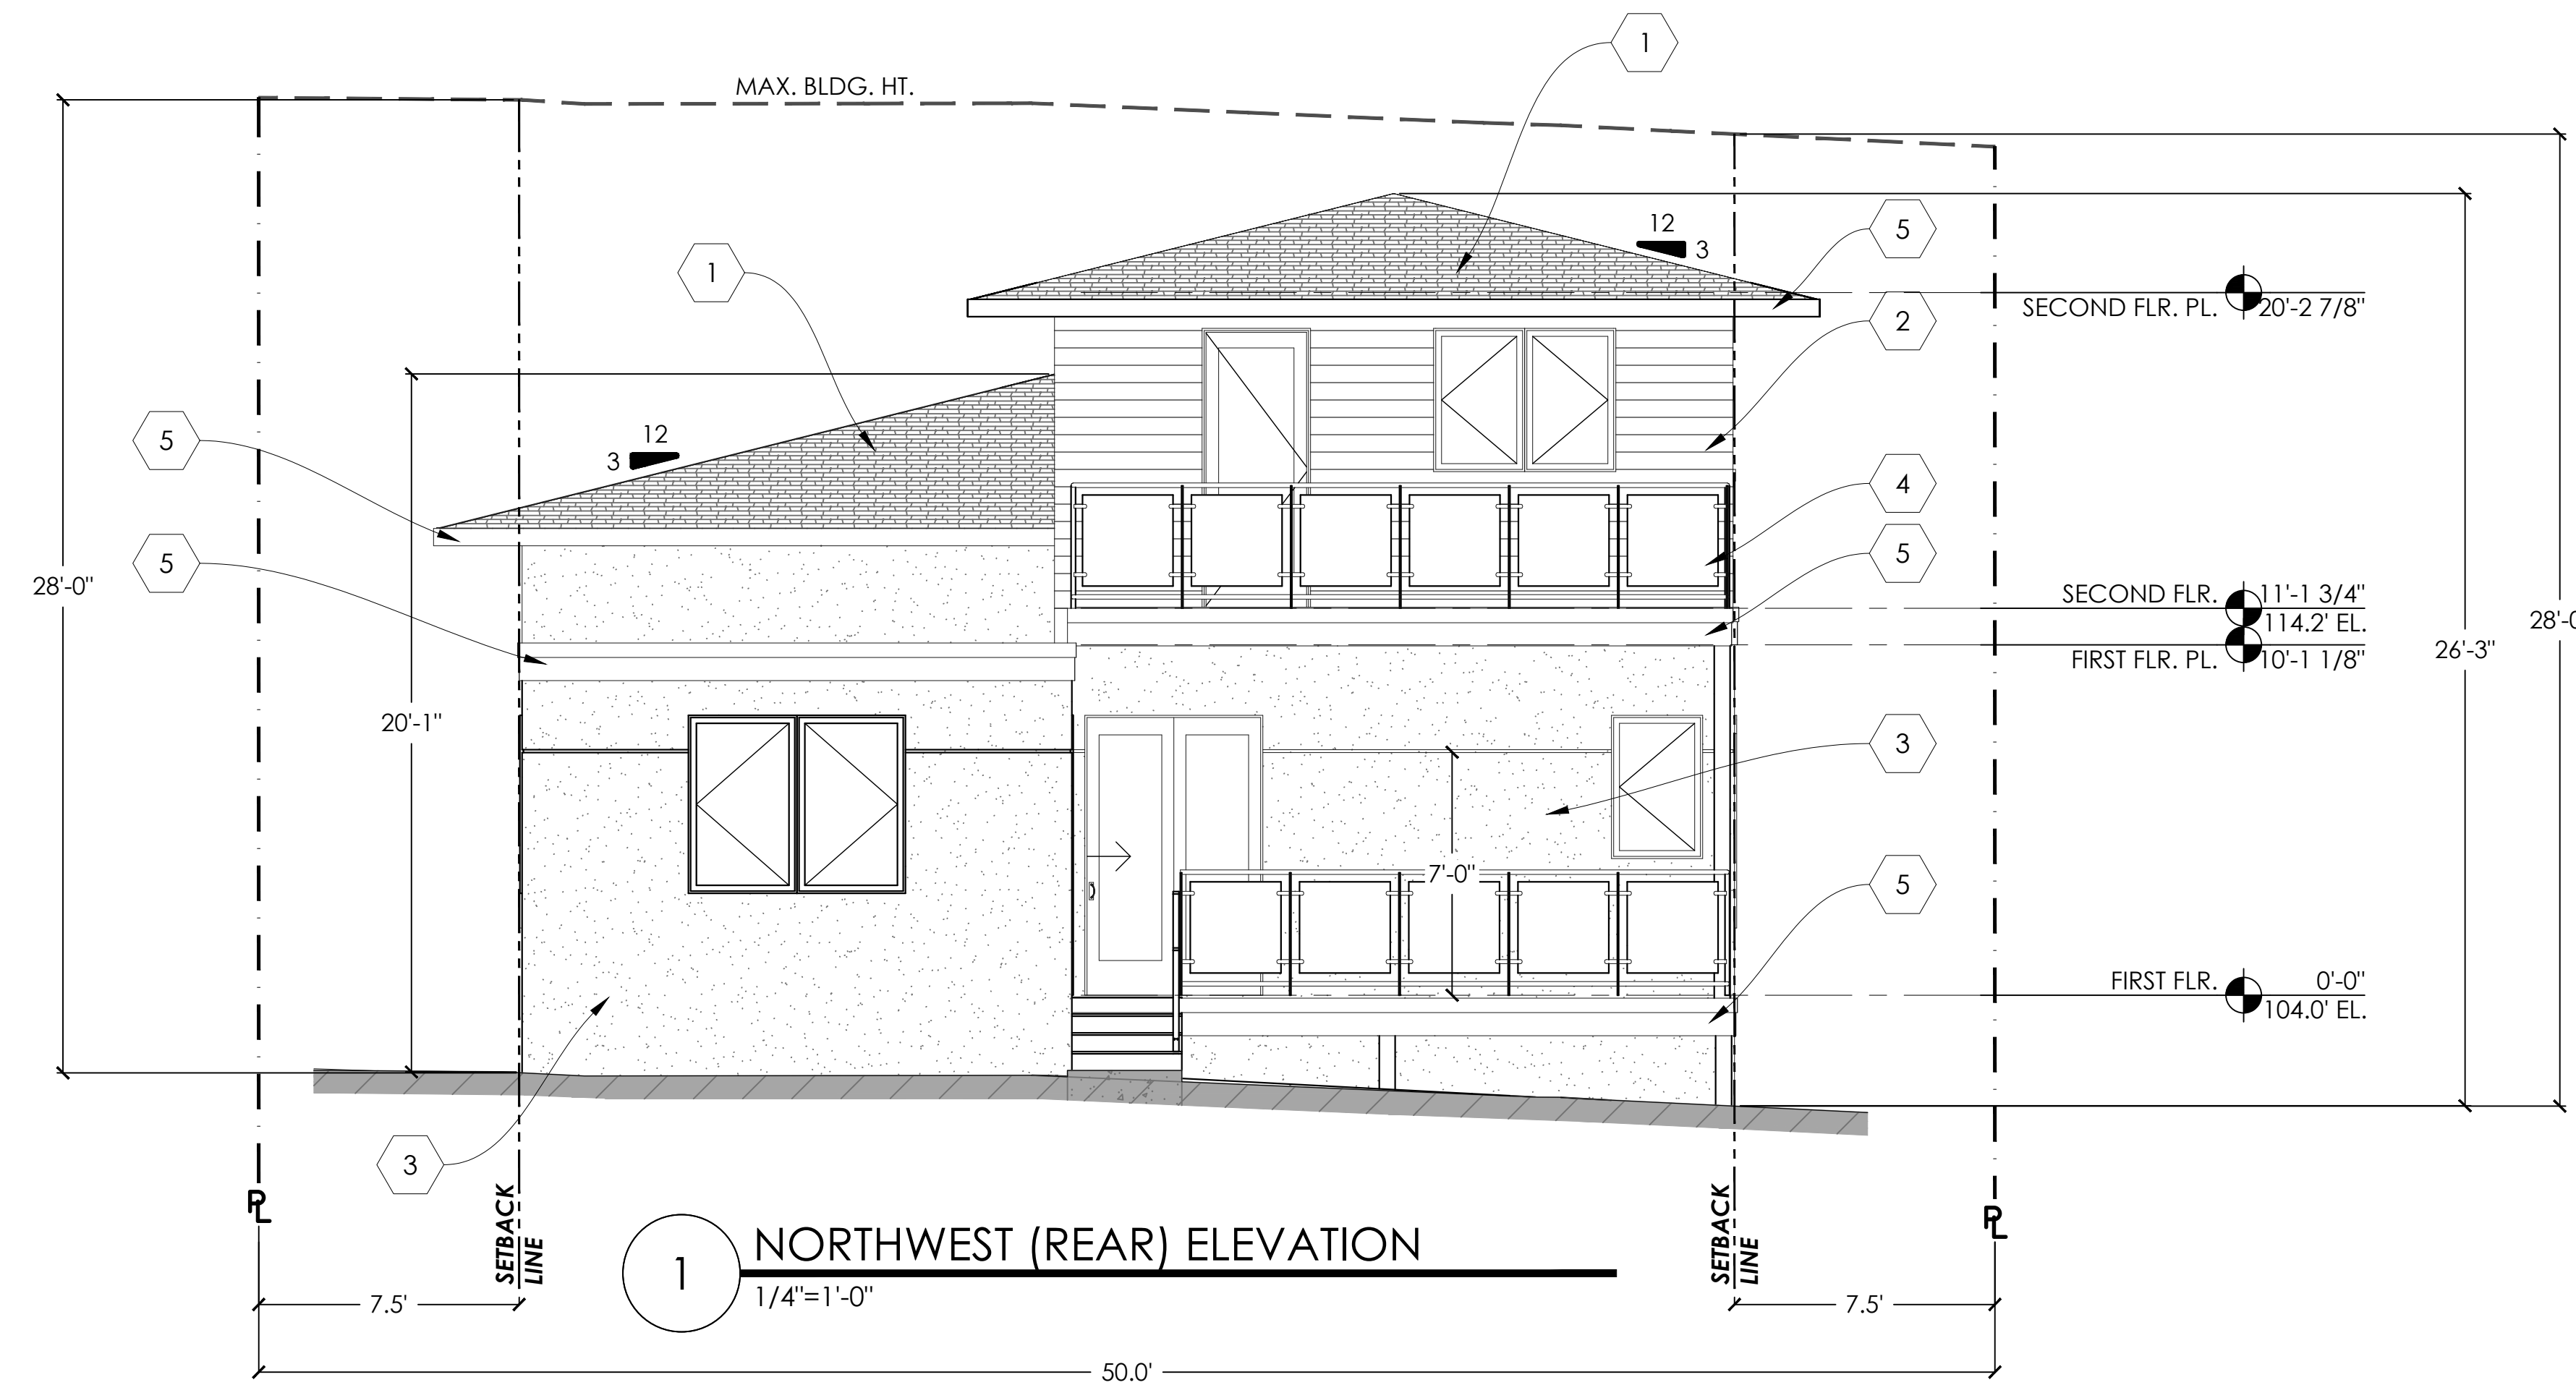 1
MAX. BLDG. HT.
12
3
5
1
2
SECOND FLR. PL.
20'-2 7/8"
12
3
5
4
5
5
28'-0"
SECOND FLR.
11'-1 3/4"
114.2' EL.
FIRST FLR. PL.
10'-1 1/8"
26'-3"
28'-0
20'-1"
3
7'-0"
5
FIRST FLR.
0'-0"
104.0' EL.
3
PL
SETBACK
LINE
SETBACK
LINE
PL
1
NORTHWEST (REAR) ELEVATION
1/4"=1'-0"
7.5'
7.5'
50.0'